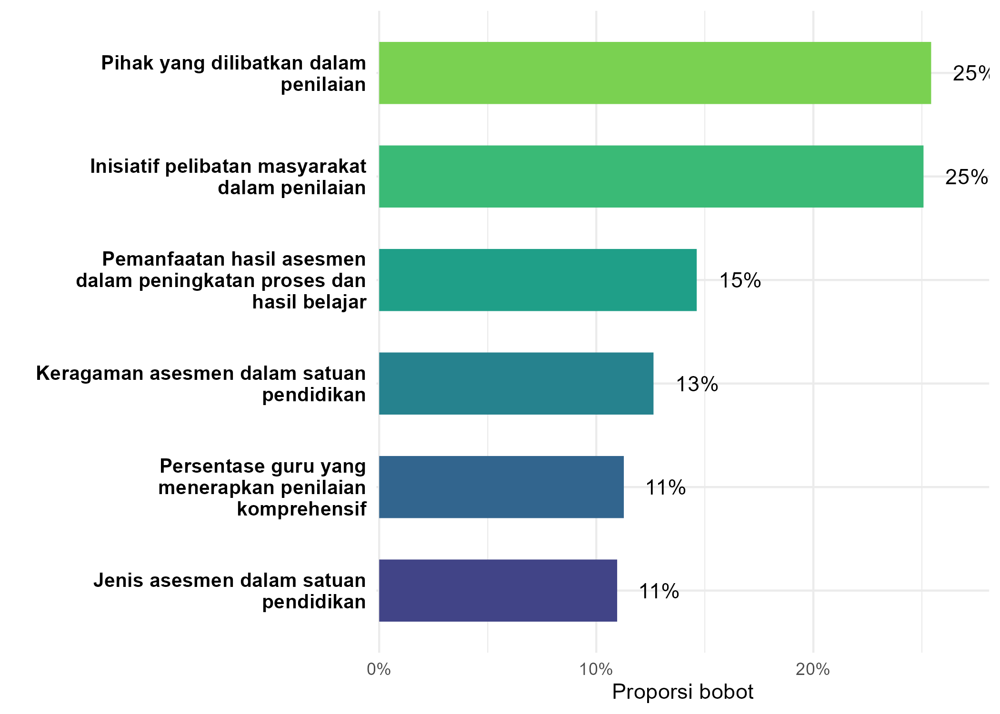 Pihak yang dilibatkan dalam
penilaian
25%
Inisiatif pelibatan masyarakat
dalam penilaian
25%
Pemanfaatan hasil asesmen
dalam peningkatan proses dan
hasil belajar
15%
Keragaman asesmen dalam satuan
pendidikan
13%
Persentase guru yang
menerapkan penilaian
komprehensif
11%
Jenis asesmen dalam satuan
pendidikan
11%
0%
10%
20%
Proporsi bobot